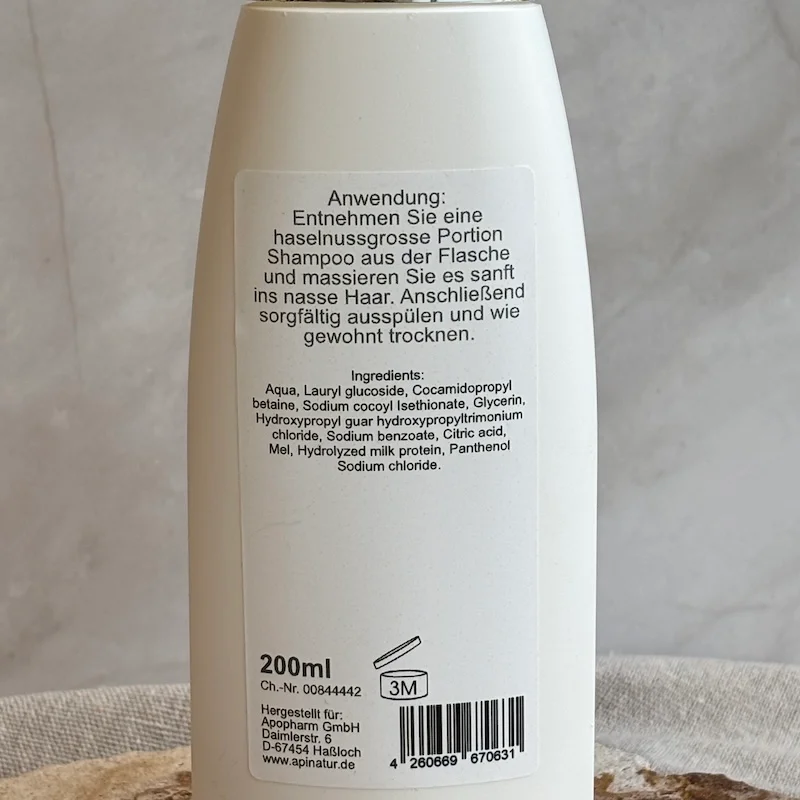 Anwendung:
Entnehmen Sie eine
haselnussgrosse Portion
Shampoo aus der Flasche
und massieren Sie es sanft
ins nasse Haar. Anschließend
sorgfältig ausspülen und wie
gewohnt trocknen.
Ingredients:
Aqua, Lauryl glucoside, Cocamidopropyl
betaine, Sodium cocoyl Isethionate, Glycerin,
Hydroxypropyl guar hydroxypropyltrimonium
chloride, Sodium benzoate, Citric acid,
Mel, Hydrolyzed milk protein, Panthenol
Sodium chloride.
200ml
Ch.-Nr. 00844442
3M
Hergestellt für:
Apopharm GmbH
Daimlerstr. 6
D-67454 Haßloch
www.apinatur.de
4 260669 670631